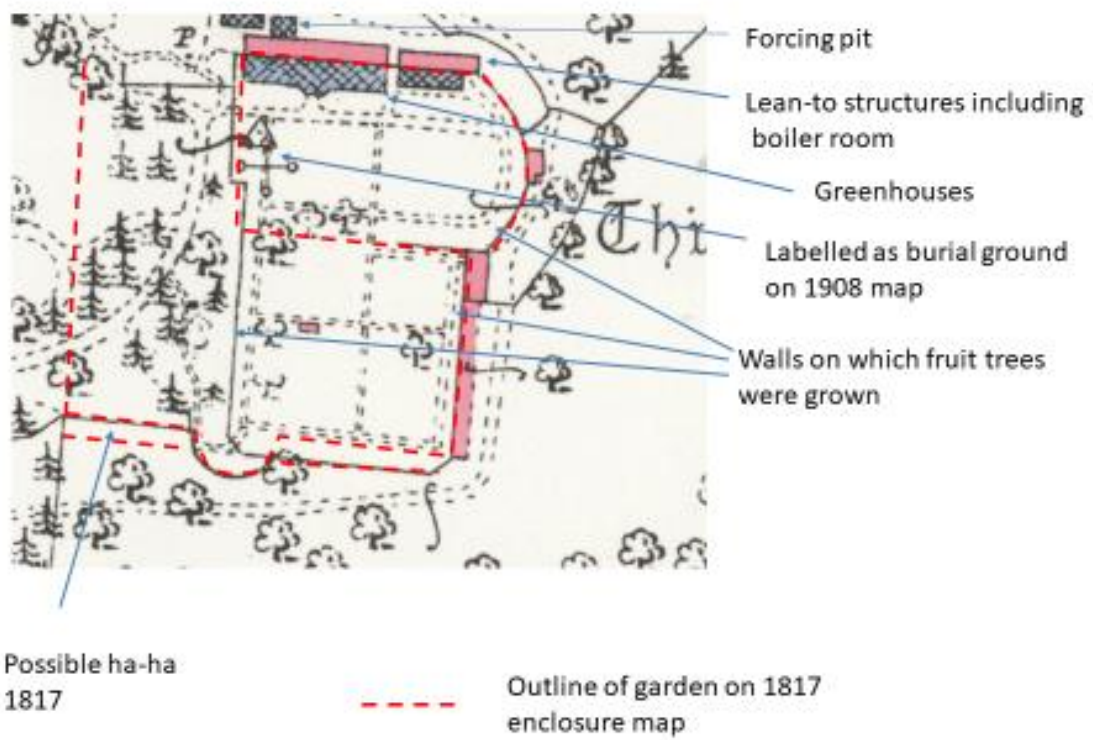 P
Forcing pit
Lean-to structures including
boiler room
Greenhouses
Thi
Labelled as burial ground
on 1908 map
Walls on which fruit trees
were grown
Possible ha-ha
1817
Outline of garden on 1817
enclosure map